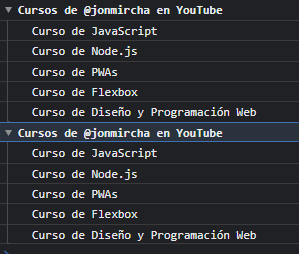 Cursos de @jonmircha en YouTube
Curso de JavaScript
Curso de Node.js
Curso de PWAs
Curso de Flexbox
Curso de Diseño y Programación Web
Cursos de @jonmircha en YouTube
Curso de JavaScript
Curso de Node.js
Curso de PWAs
Curso de Flexbox
Curso de Diseño y Programación Web